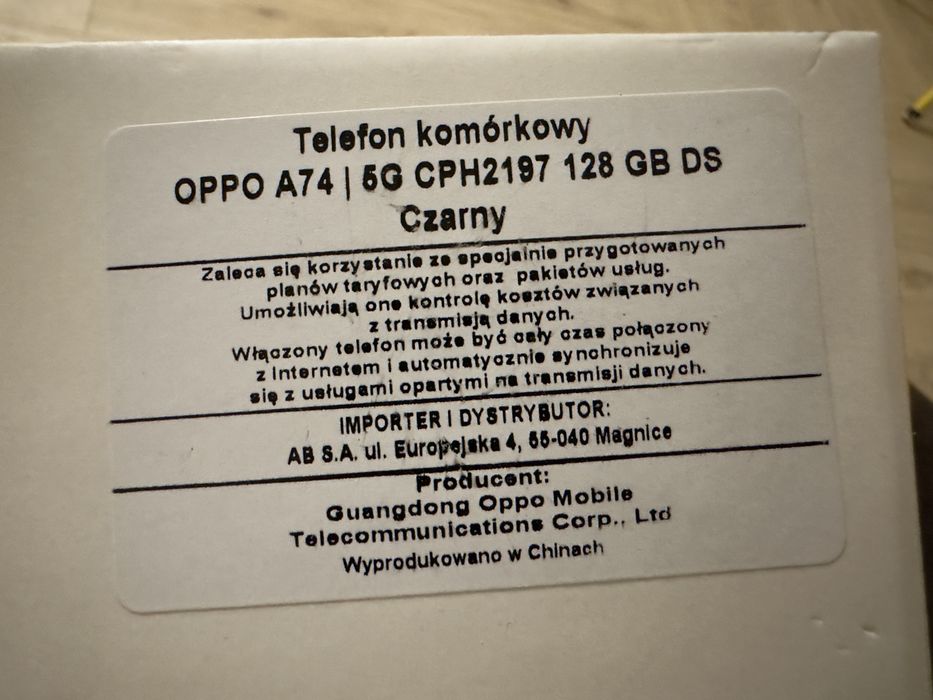 Telefon komórkowy
OPPO A74 | 5G CPH2197 128 GB DS
Czarny
Zaleca się korzystanie ze specjalnie przygotowanych
planów taryfowych oraz pakietów usług.
Umożliwiają one kontrolę kosztów związanych
z transmisją danych.
Włączony telefon może być cały czas połączony
z Internetem i automatycznie synchronizuje
się z usługami opartymi na transmisji danych.
IMPORTER I DYSTRYBUTOR:
AB S.A. ul. Europejska 4, 55-040 Magnice
Producent:
Guangdong Oppo Mobile
Telecommunications Corp., Ltd
Wyprodukowano w Chinach